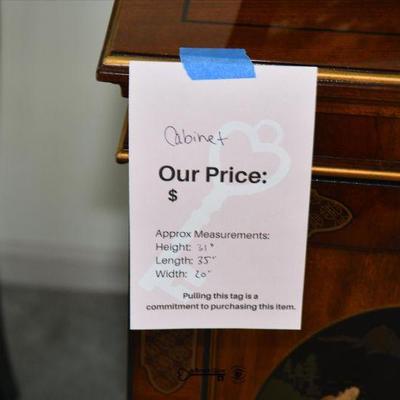 Cabinet
Our Price:
$
Approx Measurements:
Height: 31"
Length: 35"
Width: 20"
Pulling this tag is a
commitment to purchasing this item.